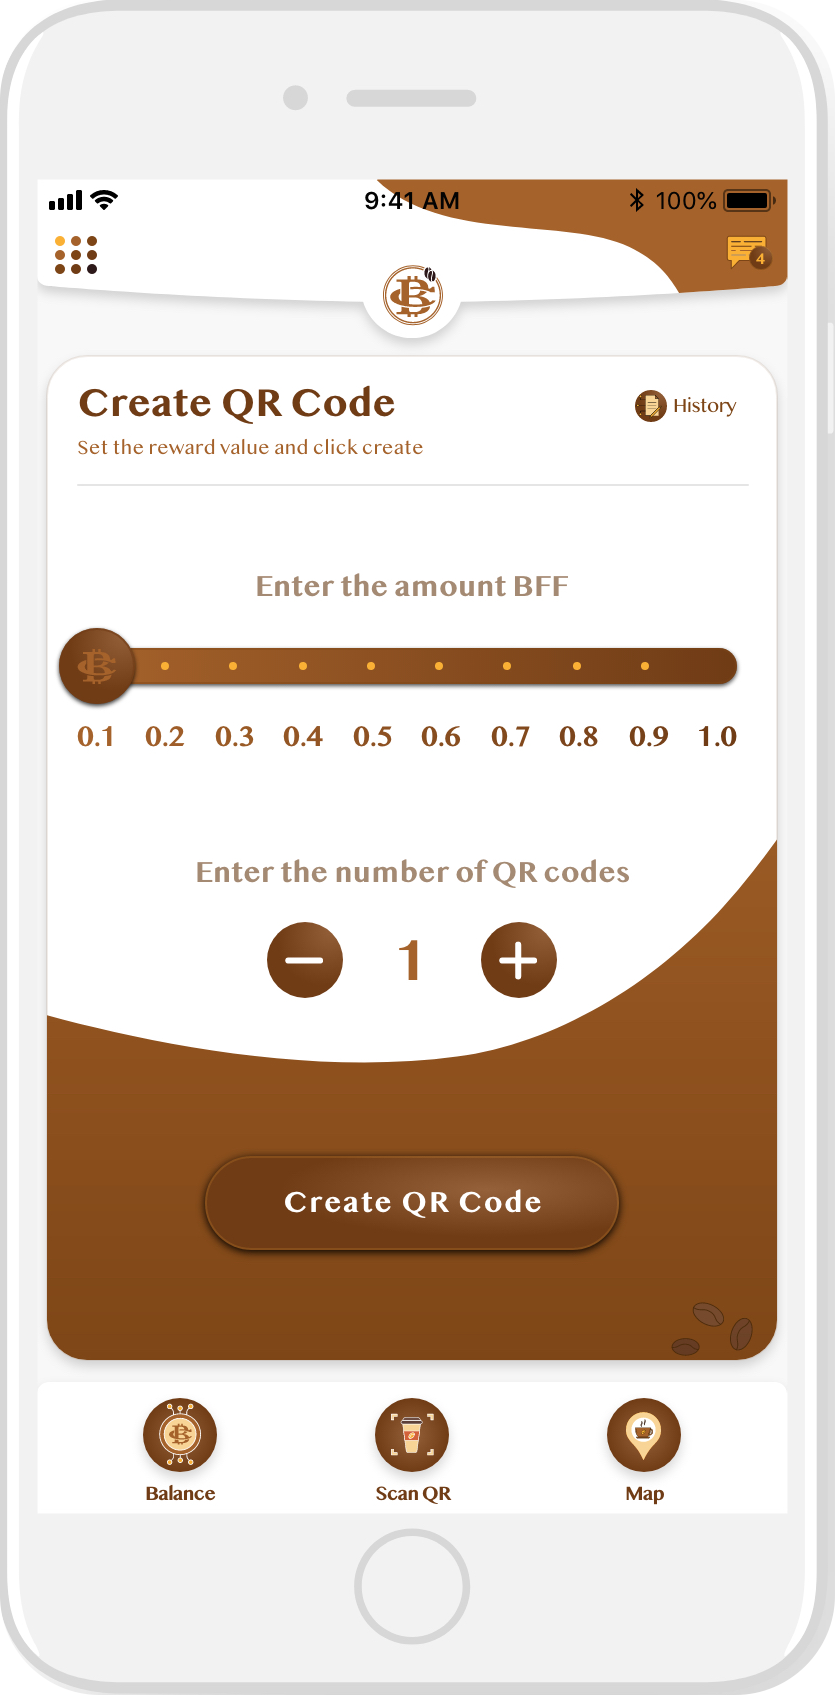 9:41 AM 100%
4
Create QR Code
History
Set the reward value and click create
Enter the amount BFF
0.1 0.2 0.3 0.4 0.5 0.6 0.7 0.8 0.9 1.0
Enter the number of QR codes
1
Create QR Code
Balance Scan QR Map